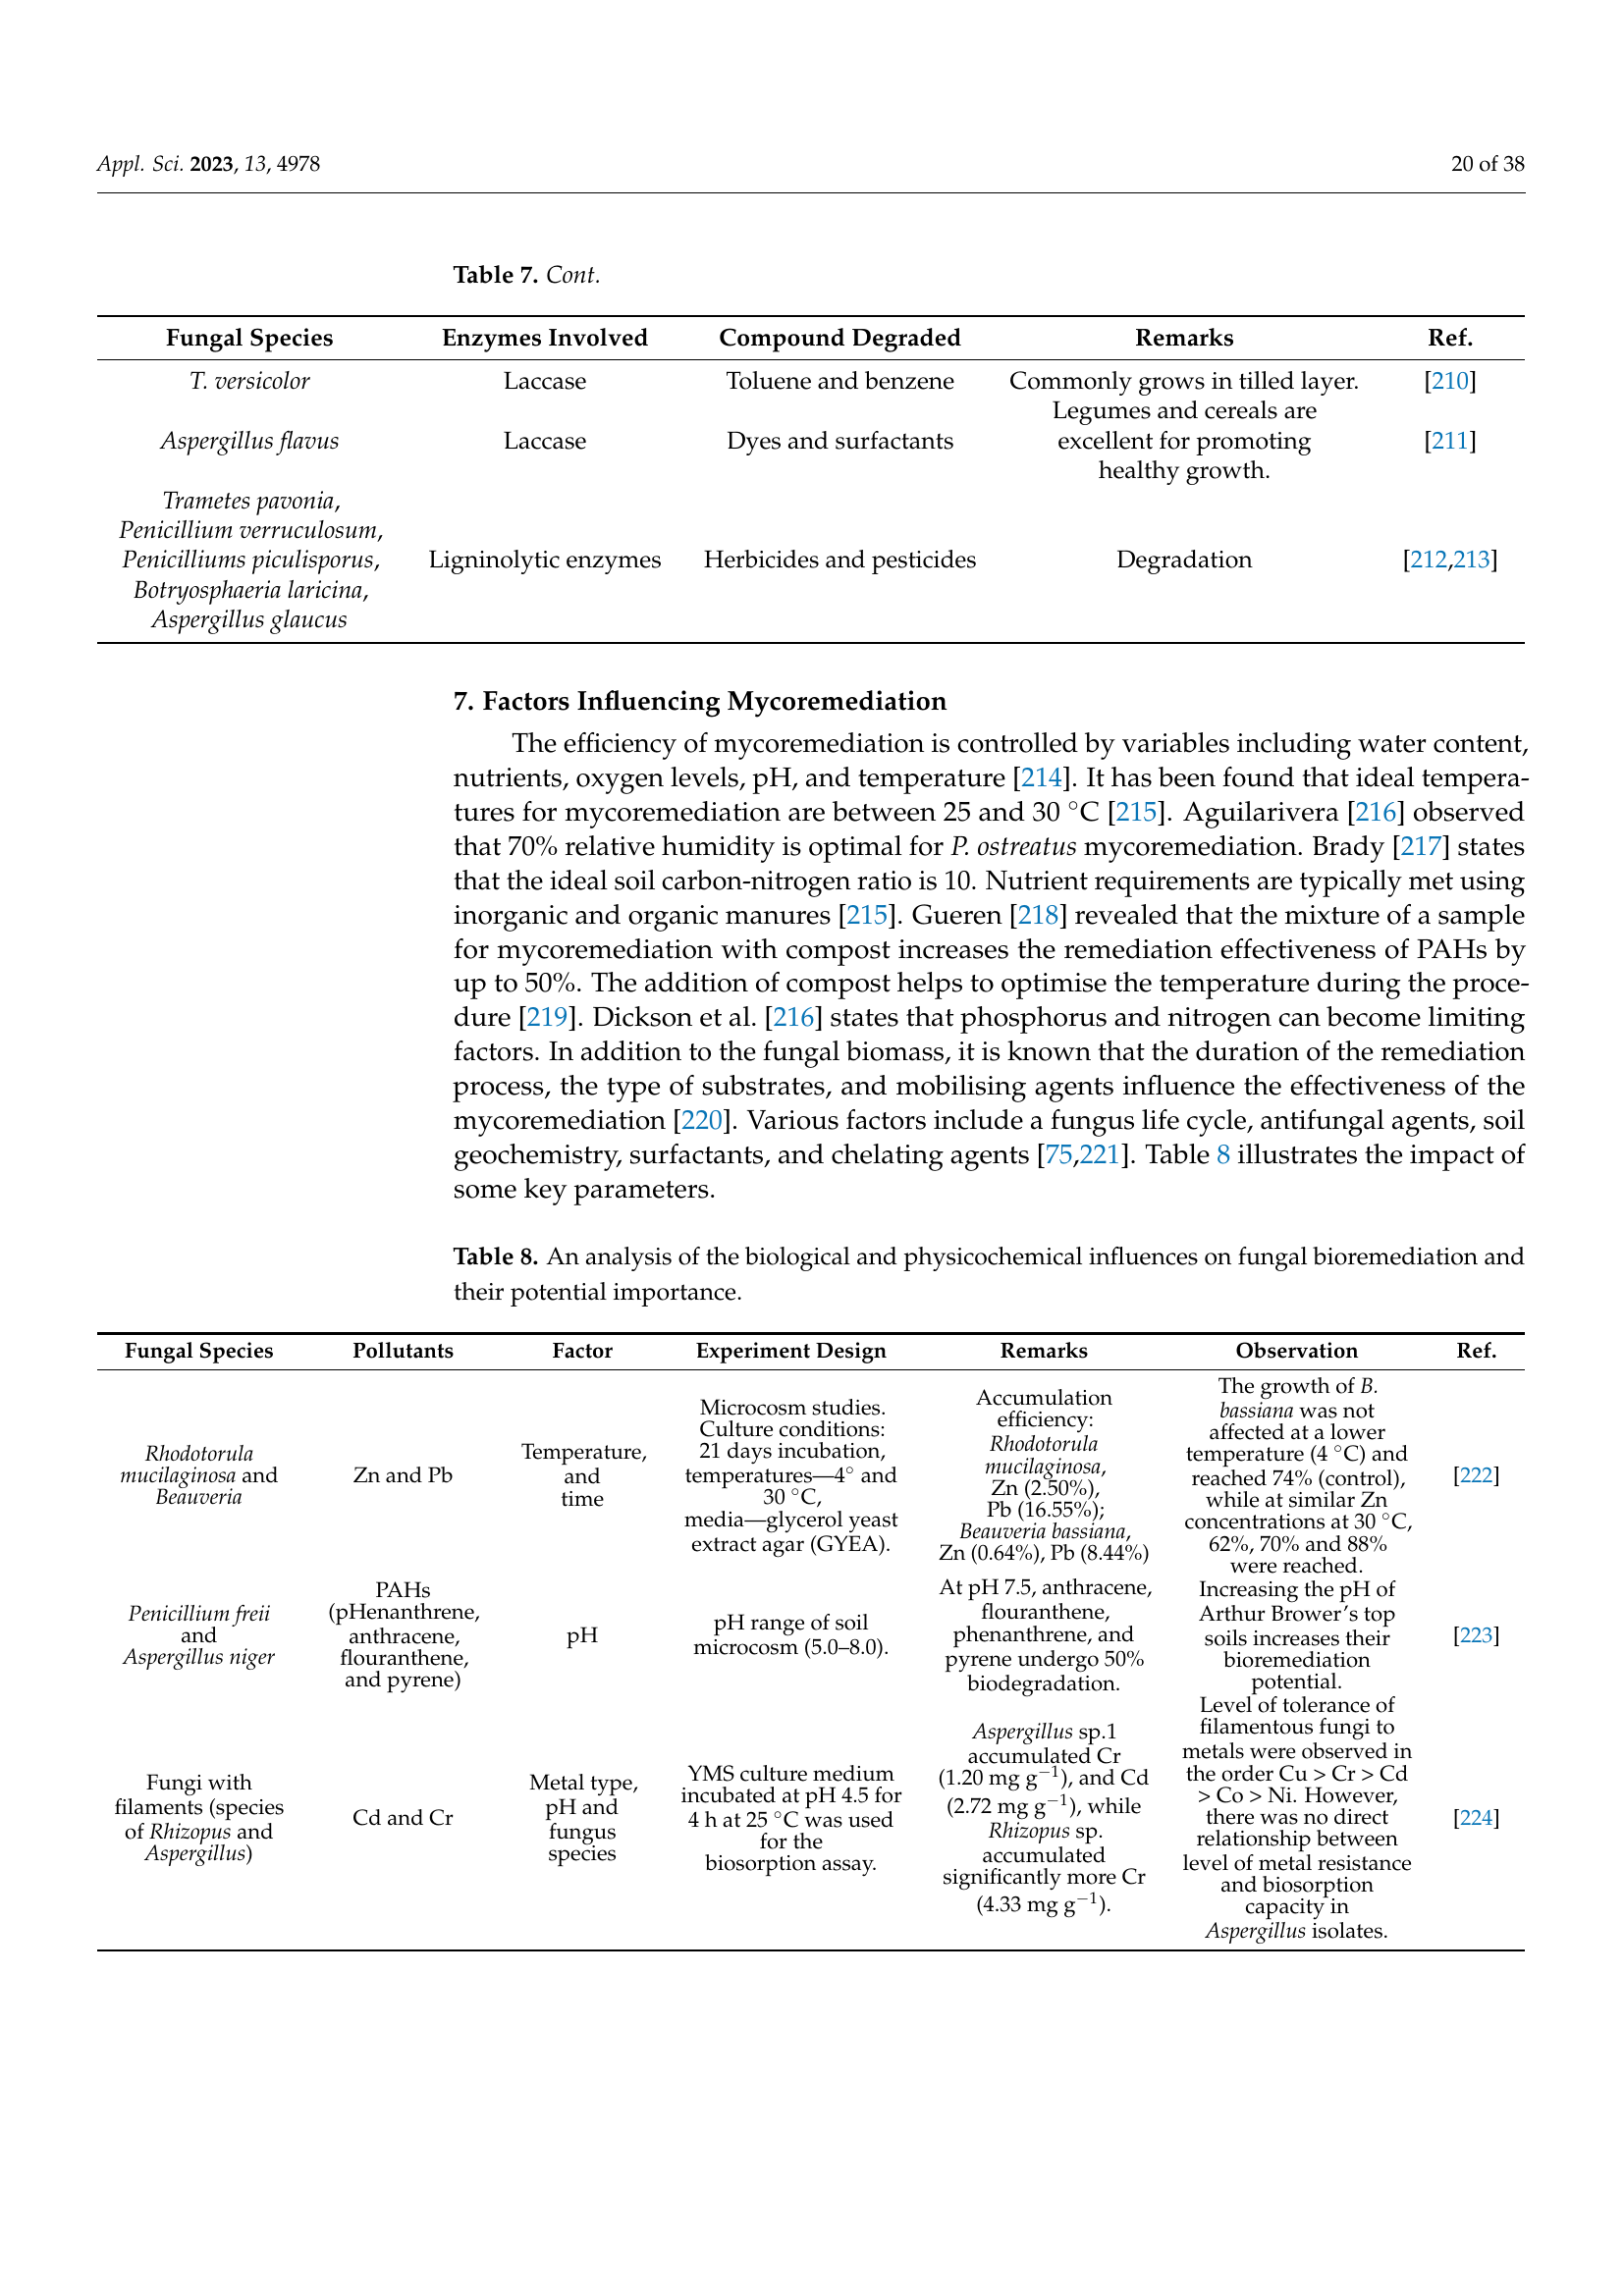 Appl. Sci. 2023, 13, 4978
20 of 38
Table 7. Cont.
Fungal Species Enzymes Involved Compound Degraded Remarks Ref.
T. versicolor Laccase Toluene and benzene Commonly grows in tilled layer. [210]
Aspergillus flavus Laccase Dyes and surfactants
Legumes and cereals are
excellent for promoting
healthy growth.
[211]
Trametes pavonia,
Penicillium verruculosum,
Penicilliums piculisporus,
Botryosphaeria laricina,
Aspergillus glaucus
Ligninolytic enzymes Herbicides and pesticides Degradation [212,213]
7. Factors Influencing Mycoremediation
The efficiency of mycoremediation is controlled by variables including water content,
nutrients, oxygen levels, pH, and temperature [214]. It has been found that ideal tempera-
tures for mycoremediation are between 25 and 30 °C [215]. Aguilarivera [216] observed
that 70% relative humidity is optimal for P. ostreatus mycoremediation. Brady [217] states
that the ideal soil carbon-nitrogen ratio is 10. Nutrient requirements are typically met using
inorganic and organic manures [215]. Gueren [218] revealed that the mixture of a sample
for mycoremediation with compost increases the remediation effectiveness of PAHs by
up to 50%. The addition of compost helps to optimise the temperature during the proce-
dure [219]. Dickson et al. [216] states that phosphorus and nitrogen can become limiting
factors. In addition to the fungal biomass, it is known that the duration of the remediation
process, the type of substrates, and mobilising agents influence the effectiveness of the
mycoremediation [220]. Various factors include a fungus life cycle, antifungal agents, soil
geochemistry, surfactants, and chelating agents [75,221]. Table 8 illustrates the impact of
some key parameters.
Table 8. An analysis of the biological and physicochemical influences on fungal bioremediation and
their potential importance.
Fungal Species Pollutants Factor Experiment Design Remarks Observation Ref.
Rhodotorula
mucilaginosa and
Beauveria
Zn and Pb
Temperature,
and
time
Microcosm studies.
Culture conditions:
21 days incubation,
temperatures—4° and
30 °C,
media—glycerol yeast
extract agar (GYEA).
Accumulation
efficiency:
Rhodotorula
mucilaginosa,
Zn (2.50%),
Pb (16.55%);
Beauveria bassiana,
Zn (0.64%), Pb (8.44%)
The growth of B.
bassiana was not
affected at a lower
temperature (4 °C) and
reached 74% (control),
while at similar Zn
concentrations at 30 °C,
62%, 70% and 88%
were reached.
[222]
Penicillium freii
and
Aspergillus niger
PAHs
(pHenanthrene,
anthracene,
flouranthene,
and pyrene)
pH
pH range of soil
microcosm (5.0–8.0).
At pH 7.5, anthracene,
flouranthene,
phenanthrene, and
pyrene undergo 50%
biodegradation.
Increasing the pH of
Arthur Brower's top
soils increases their
bioremediation
potential.
[223]
Fungi with
filaments (species
of Rhizopus and
Aspergillus)
Cd and Cr
Metal type,
pH and
fungus
species
YMS culture medium
incubated at pH 4.5 for
4 h at 25 °C was used
for the
biosorption assay.
Aspergillus sp.1
accumulated Cr
(1.20 mg g⁻¹), and Cd
(2.72 mg g⁻¹), while
Rhizopus sp.
accumulated
significantly more Cr
(4.33 mg g⁻¹).
Level of tolerance of
filamentous fungi to
metals were observed in
the order Cu > Cr > Cd
> Co > Ni. However,
there was no direct
relationship between
level of metal resistance
and biosorption
capacity in
Aspergillus isolates.
[224]